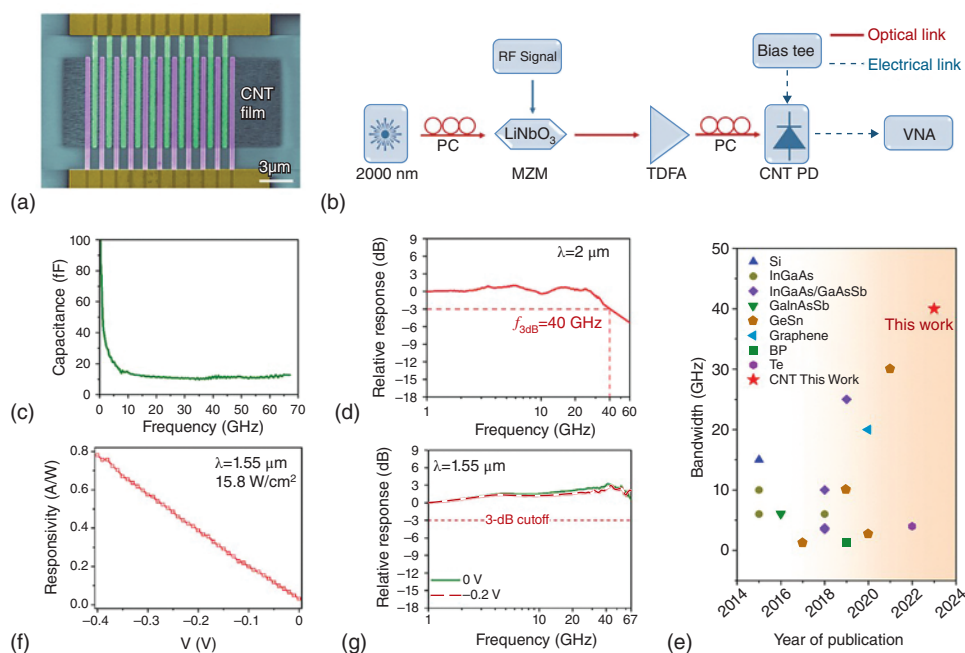 CNT
film
3μm
(a)
RF Signal
Bias tee
Optical link
Electrical link
LiNbO3
VNA
PC
PC
2000 nm
MZM
TDFA
CNT PD
(b)
Capacitance (fF)
100
80
60
40
20
0
0 10 20 30 40 50 60 70
Frequency (GHz)
(c)
Relative response (dB)
9
6
3
0
−3
−6
−9
−12
−15
−18
λ=2 μm
f3dB=40 GHz
1 10 20 40 60
Frequency (GHz)
(d)
Responsivity (A/W)
0.8
0.6
0.4
0.2
0.0
λ=1.55 μm
15.8 W/cm2
−0.4 −0.3 −0.2 −0.1 0
V (V)
(f)
Relative response (dB)
9
6
3
0
−3
−6
−9
−12
−15
−18
λ=1.55 μm
3-dB cutoff
0 V
−0.2 V
1 10 20 40 67
Frequency (GHz)
(g)
Bandwidth (GHz)
50
40
30
20
10
0
Si
InGaAs
InGaAs/GaAsSb
GaInAsSb
GeSn
Graphene
BP
Te
CNT This Work
This work
2014 2016 2018 2020 2022 2024
Year of publication
(e)